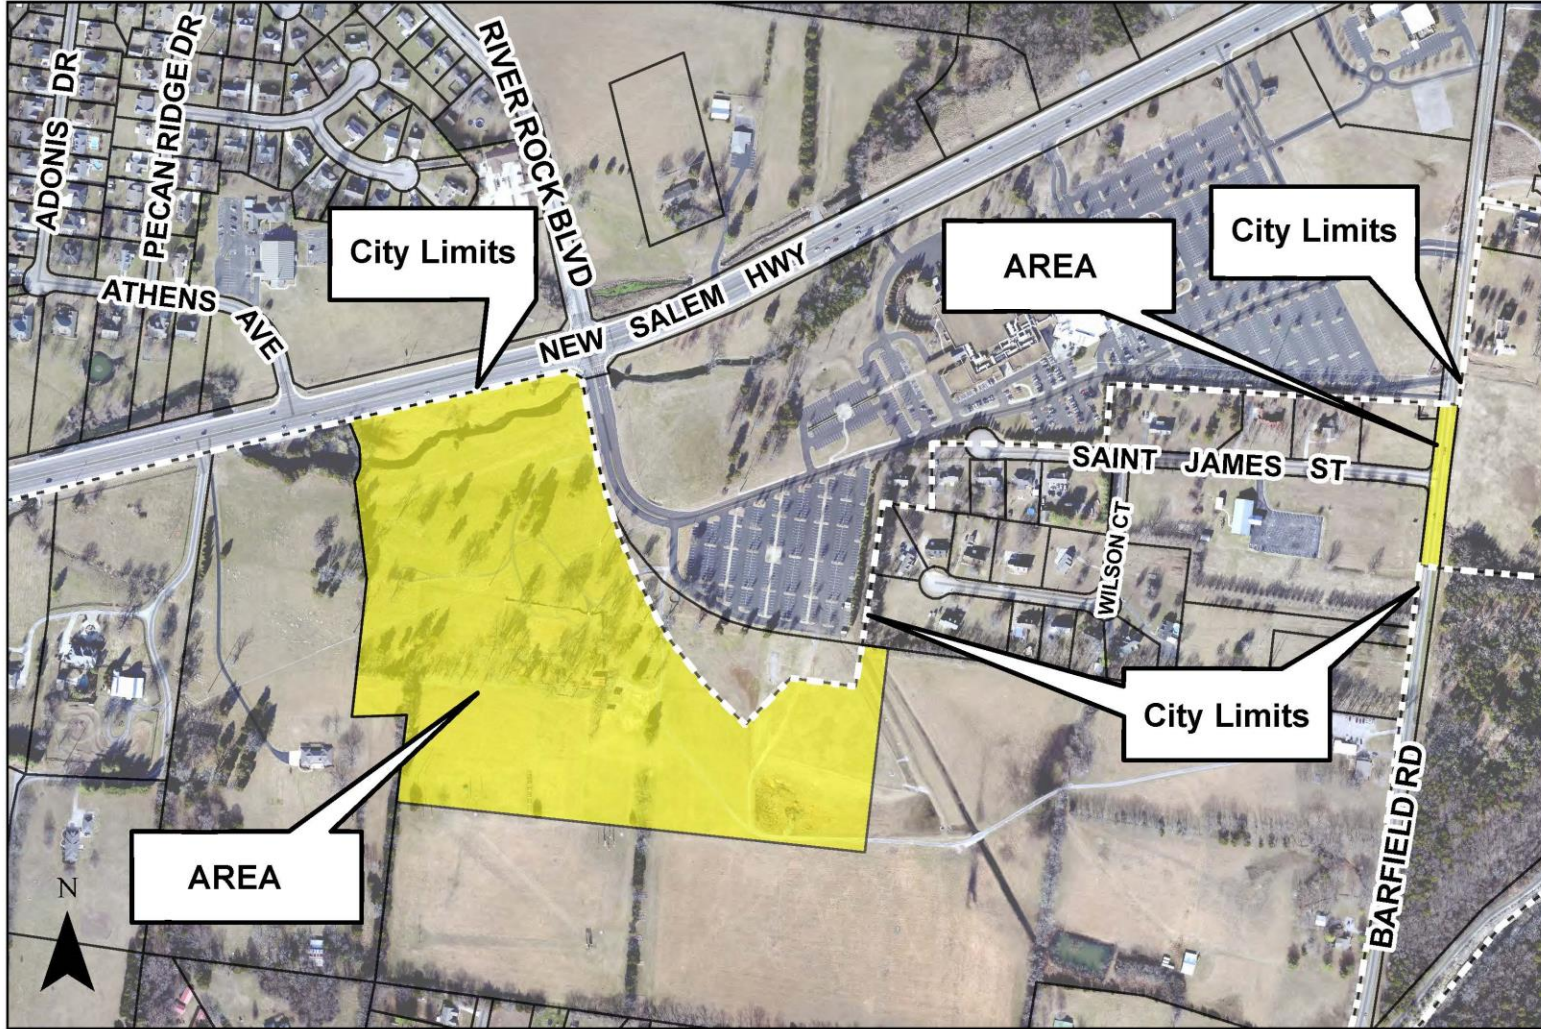 ADONIS DR
PECAN RIDGE DR
RIVER ROCK BLVD
ATHENS AVE
City Limits
NEW SALEM HWY
AREA
City Limits
SAINT JAMES ST
WILSON CT
City Limits
BARFIELD RD
AREA
N